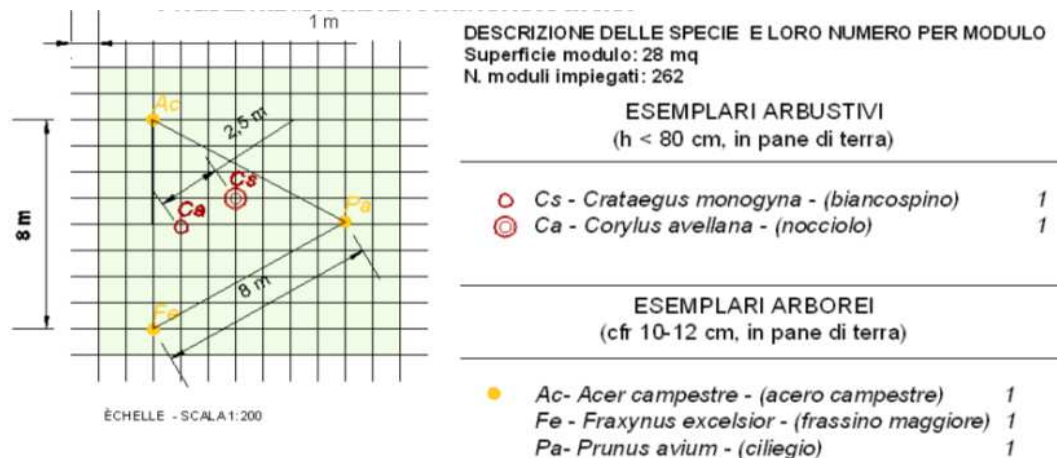 1 m
Ac
2,5 m
Cs
Pa
Ca
8 m
8 m
Fe
ÈCHELLE - SCALA 1:200
DESCRIZIONE DELLE SPECIE E LORO NUMERO PER MODULO
Superficie modulo: 28 mq
N. moduli impiegati: 262
ESEMPLARI ARBUSTIVI
(h < 80 cm, in pane di terra)
Cs - Crataegus monogyna - (biancospino) 1
Ca - Corylus avellana - (nocciolo) 1
ESEMPLARI ARBOREI
(cfr 10-12 cm, in pane di terra)
Ac- Acer campestre - (acero campestre) 1
Fe - Fraxynus excelsior - (frassino maggiore) 1
Pa- Prunus avium - (ciliegio) 1